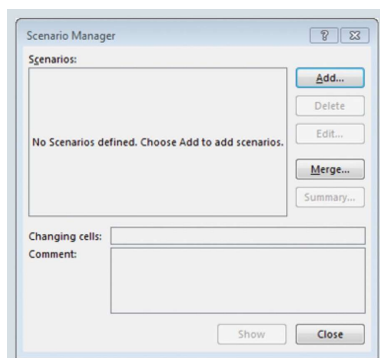 Scenario Manager
Scenarios:
Add...
Delete
Edit...
No Scenarios defined. Choose Add to add scenarios.
Merge...
Summary...
Changing cells:
Comment:
Show
Close